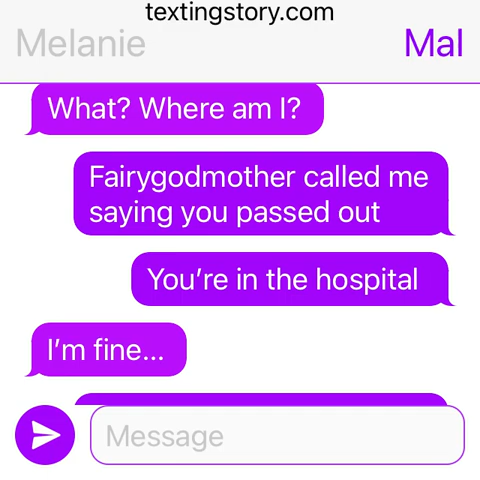 textingstory.com
Melanie
Mal
What? Where am I?
Fairygodmother called me
saying you passed out
You’re in the hospital
I’m fine...
Message